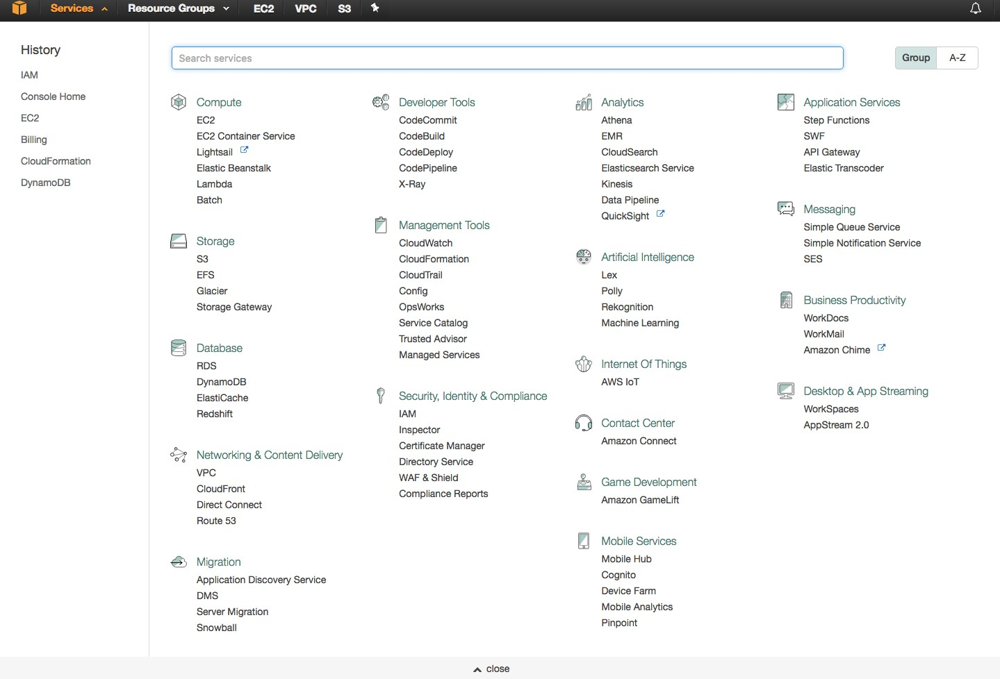 Services
Resource Groups
EC2
VPC
S3
History
IAM
Console Home
EC2
Billing
CloudFormation
DynamoDB
Search services
Group
A-Z
Compute
EC2
EC2 Container Service
Lightsail
Elastic Beanstalk
Lambda
Batch
Storage
S3
EFS
Glacier
Storage Gateway
Database
RDS
DynamoDB
ElastiCache
Redshift
Networking & Content Delivery
VPC
CloudFront
Direct Connect
Route 53
Migration
Application Discovery Service
DMS
Server Migration
Snowball
Developer Tools
CodeCommit
CodeBuild
CodeDeploy
CodePipeline
X-Ray
Management Tools
CloudWatch
CloudFormation
CloudTrail
Config
OpsWorks
Service Catalog
Trusted Advisor
Managed Services
Security, Identity & Compliance
IAM
Inspector
Certificate Manager
Directory Service
WAF & Shield
Compliance Reports
Analytics
Athena
EMR
CloudSearch
Elasticsearch Service
Kinesis
Data Pipeline
QuickSight
Artificial Intelligence
Lex
Polly
Rekognition
Machine Learning
Internet Of Things
AWS IoT
Contact Center
Amazon Connect
Game Development
Amazon GameLift
Mobile Services
Mobile Hub
Cognito
Device Farm
Mobile Analytics
Pinpoint
Application Services
Step Functions
SWF
API Gateway
Elastic Transcoder
Messaging
Simple Queue Service
Simple Notification Service
SES
Business Productivity
WorkDocs
WorkMail
Amazon Chime
Desktop & App Streaming
WorkSpaces
AppStream 2.0
close